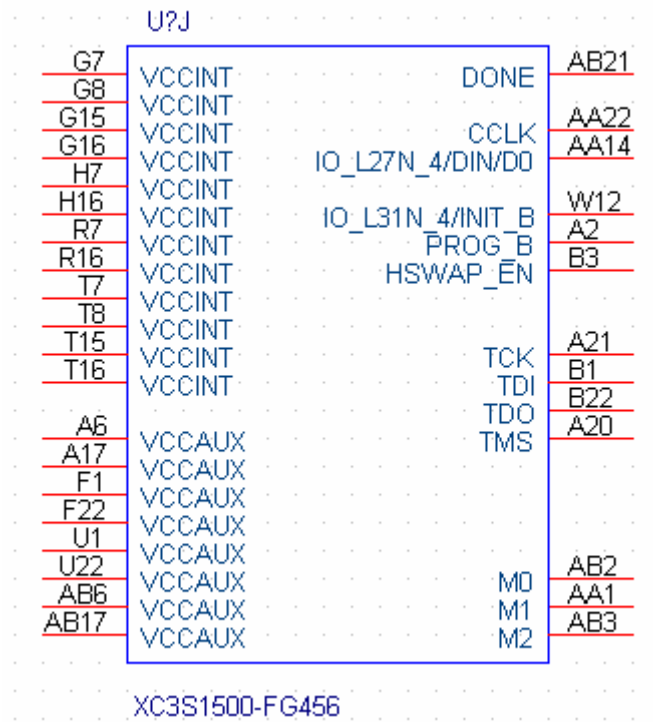 U?J
G7 VCCINT DONE AB21
G8 VCCINT
G15 VCCINT CCLK AA22
G16 VCCINT IO_L27N_4/DIN/D0 AA14
H7 VCCINT
H16 VCCINT IO_L31N_4/INIT_B W12
R7 VCCINT PROG_B A2
R16 VCCINT HSWAP_EN B3
T7 VCCINT
T8 VCCINT
T15 VCCINT TCK A21
T16 VCCINT TDI B1
TDO B22
A6 VCCAUX TMS A20
A17 VCCAUX
F1 VCCAUX
F22 VCCAUX
U1 VCCAUX
U22 VCCAUX M0 AB2
AB6 VCCAUX M1 AA1
AB17 VCCAUX M2 AB3
XC3S1500-FG456